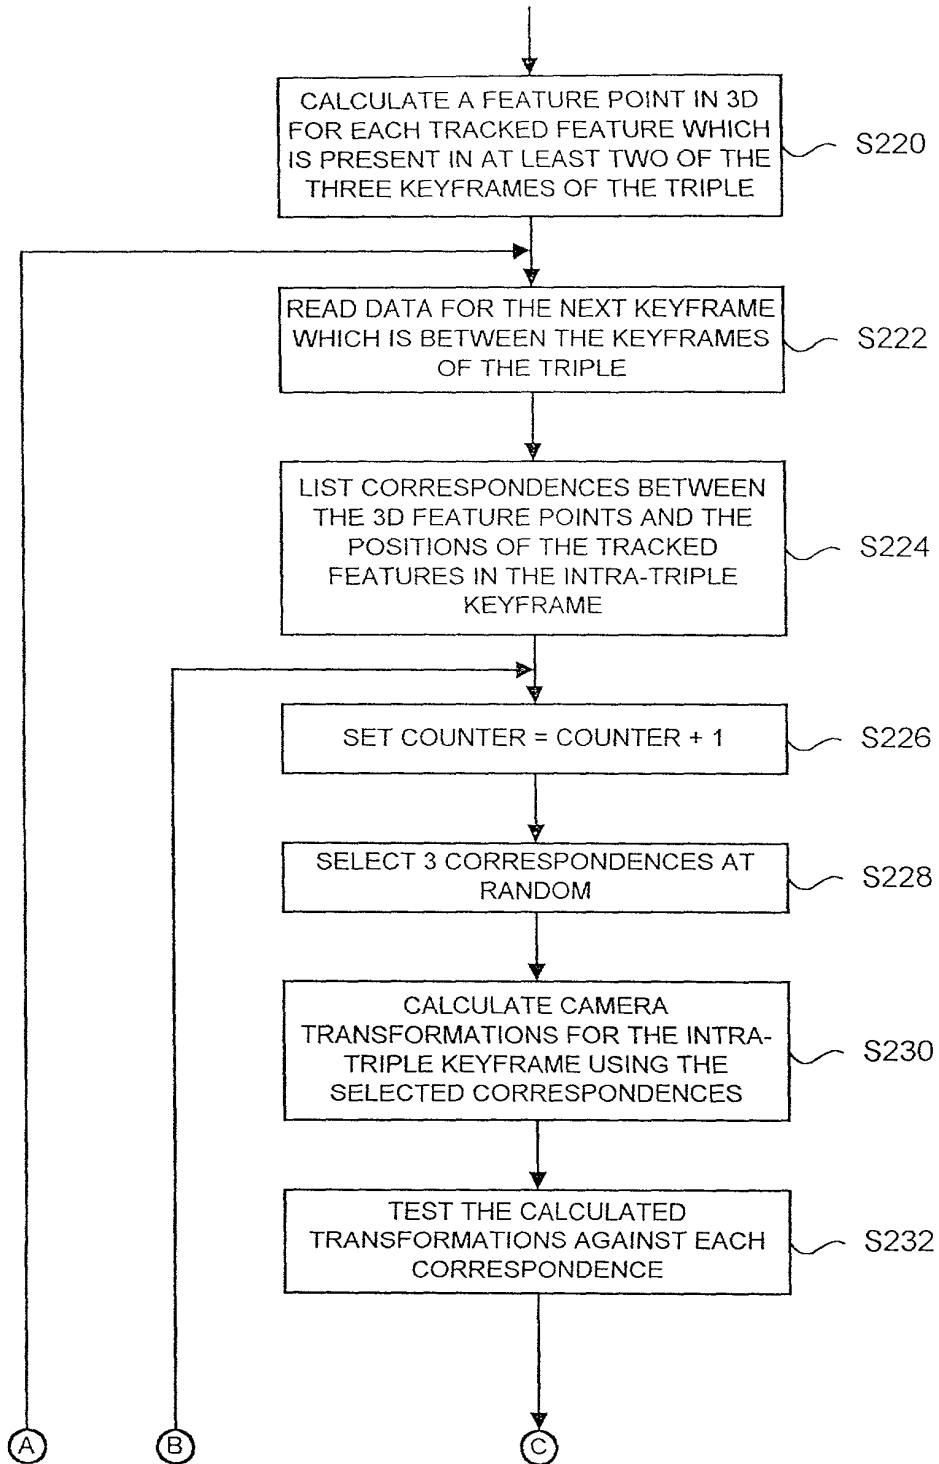 CALCULATE A FEATURE POINT IN 3D
FOR EACH TRACKED FEATURE WHICH
IS PRESENT IN AT LEAST TWO OF THE
THREE KEYFRAMES OF THE TRIPLE
S220
READ DATA FOR THE NEXT KEYFRAME
WHICH IS BETWEEN THE KEYFRAMES
OF THE TRIPLE
S222
LIST CORRESPONDENCES BETWEEN
THE 3D FEATURE POINTS AND THE
POSITIONS OF THE TRACKED
FEATURES IN THE INTRA-TRIPLE
KEYFRAME
S224
SET COUNTER = COUNTER + 1
S226
SELECT 3 CORRESPONDENCES AT
RANDOM
S228
CALCULATE CAMERA
TRANSFORMATIONS FOR THE INTRA-
TRIPLE KEYFRAME USING THE
SELECTED CORRESPONDENCES
S230
TEST THE CALCULATED
TRANSFORMATIONS AGAINST EACH
CORRESPONDENCE
S232
A
B
C